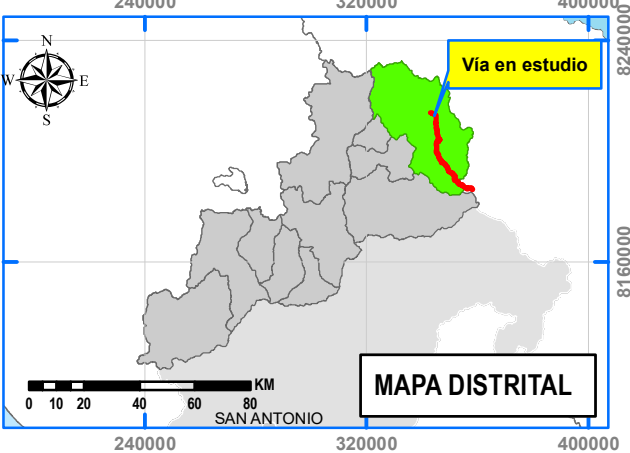 240000 320000 400000
8240000
N
W E
S
Vía en estudio
8160000
MAPA DISTRITAL
KM
0 10 20 40 60 80
SAN ANTONIO
240000 320000 400000